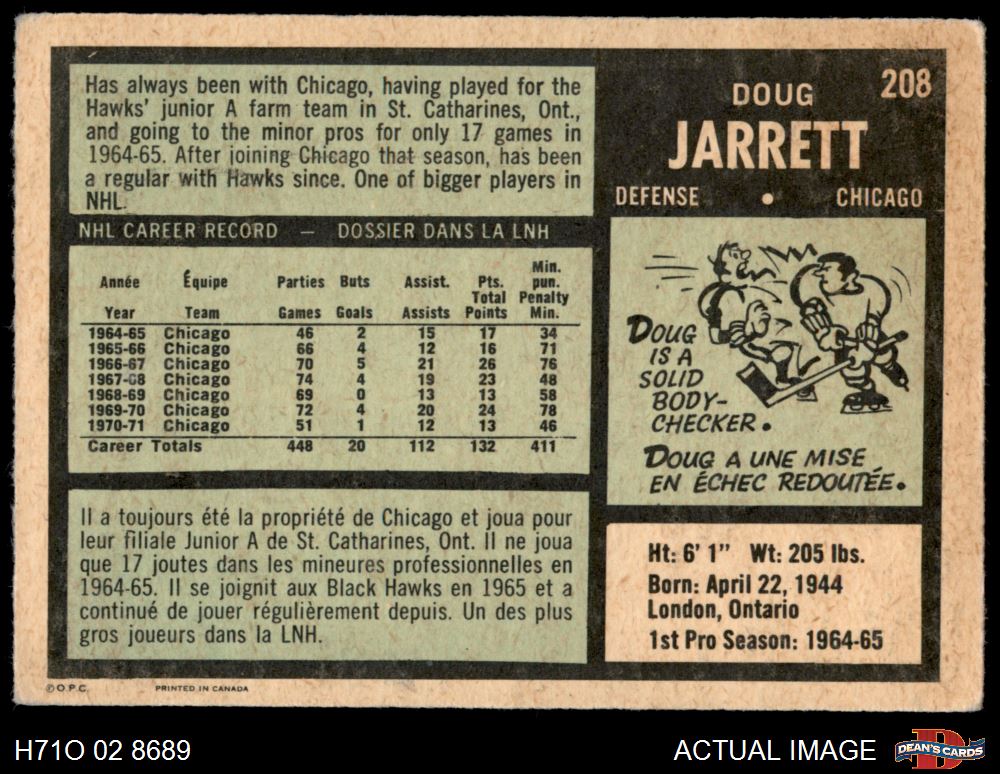 Has always been with Chicago, having played for the
Hawks' junior A farm team in St. Catharines, Ont.,
and going to the minor pros for only 17 games in
1964-65. After joining Chicago that season, has been
a regular with Hawks since. One of bigger players in
NHL.
208
DOUG
JARRETT
DEFENSE • CHICAGO
NHL CAREER RECORD — DOSSIER DANS LA LNH
Année Équipe Parties Buts Assist. Pts. Min. pun.
Year Team Games Goals Assists Total Points Penalty Min.
1964-65 Chicago 46 2 15 17 34
1965-66 Chicago 66 4 12 16 71
1966-67 Chicago 70 5 21 26 76
1967-68 Chicago 74 4 19 23 48
1968-69 Chicago 69 0 13 13 58
1969-70 Chicago 72 4 20 24 78
1970-71 Chicago 51 1 12 13 46
Career Totals 448 20 112 132 411
DOUG
IS A
SOLID
BODY-
CHECKER.
DOUG A UNE MISE
EN ÉCHEC REDOUTÉE.
Il a toujours été la propriété de Chicago et joua pour
leur filiale Junior A de St. Catharines, Ont. Il ne joua
que 17 joutes dans les mineures professionnelles en
1964-65. Il se joignit aux Black Hawks en 1965 et a
continué de jouer régulièrement depuis. Un des plus
gros joueurs dans la LNH.
Ht: 6' 1" Wt: 205 lbs.
Born: April 22, 1944
London, Ontario
1st Pro Season: 1964-65
©O.P.C. PRINTED IN CANADA
H71O 02 8689
ACTUAL IMAGE
DEAN'S CARDS